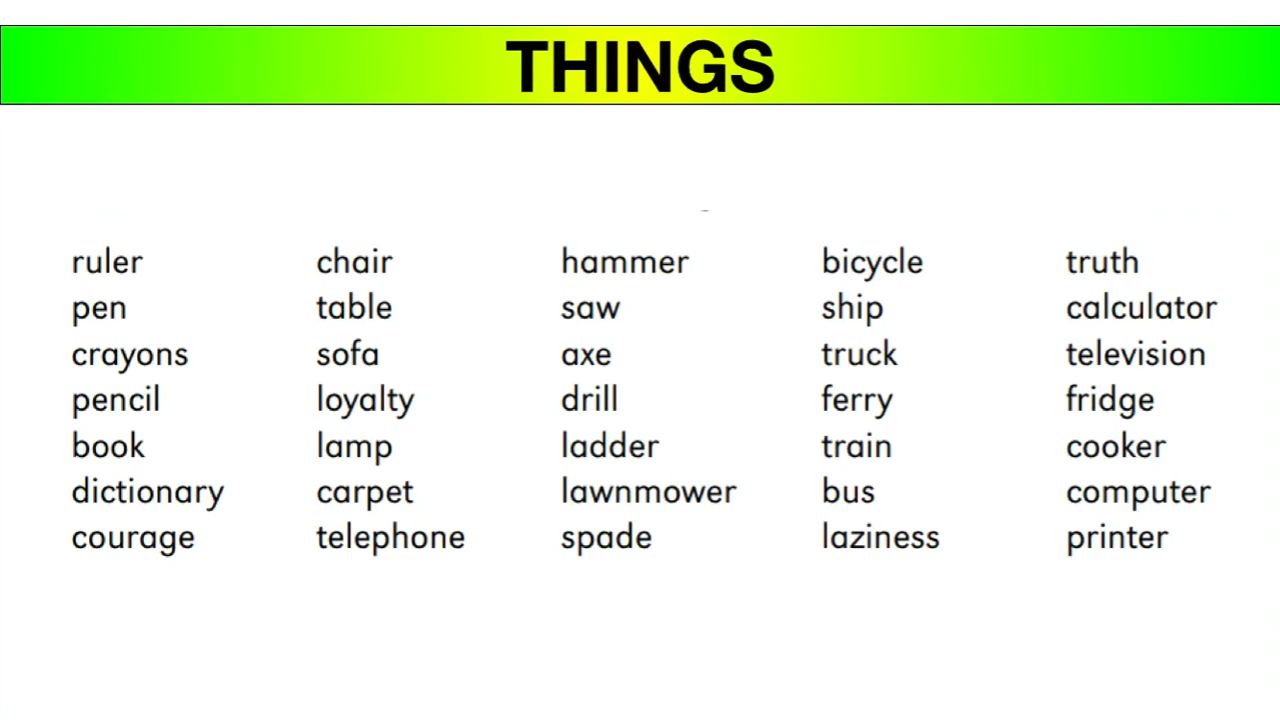 THINGS
ruler chair hammer bicycle truth
pen table saw ship calculator
crayons sofa axe truck television
pencil loyalty drill ferry fridge
book lamp ladder train cooker
dictionary carpet lawnmower bus computer
courage telephone spade laziness printer